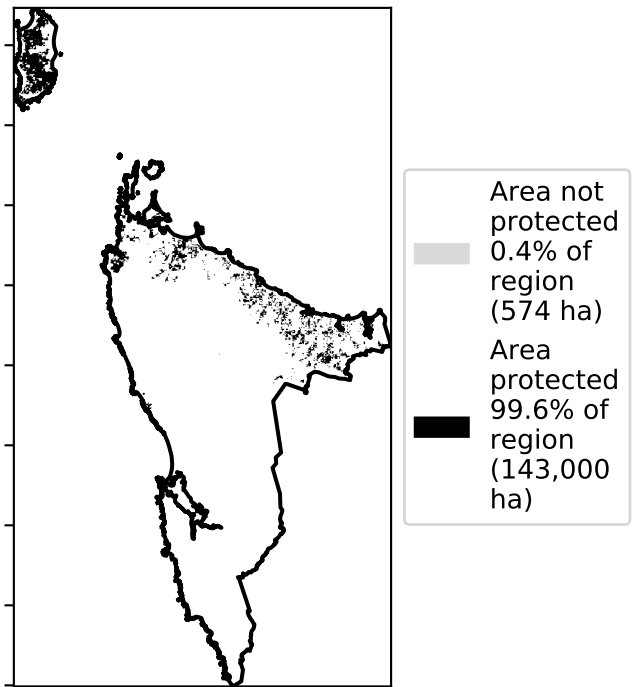 Area not
protected
0.4% of
region
(574 ha)
Area
protected
99.6% of
region
(143,000
ha)